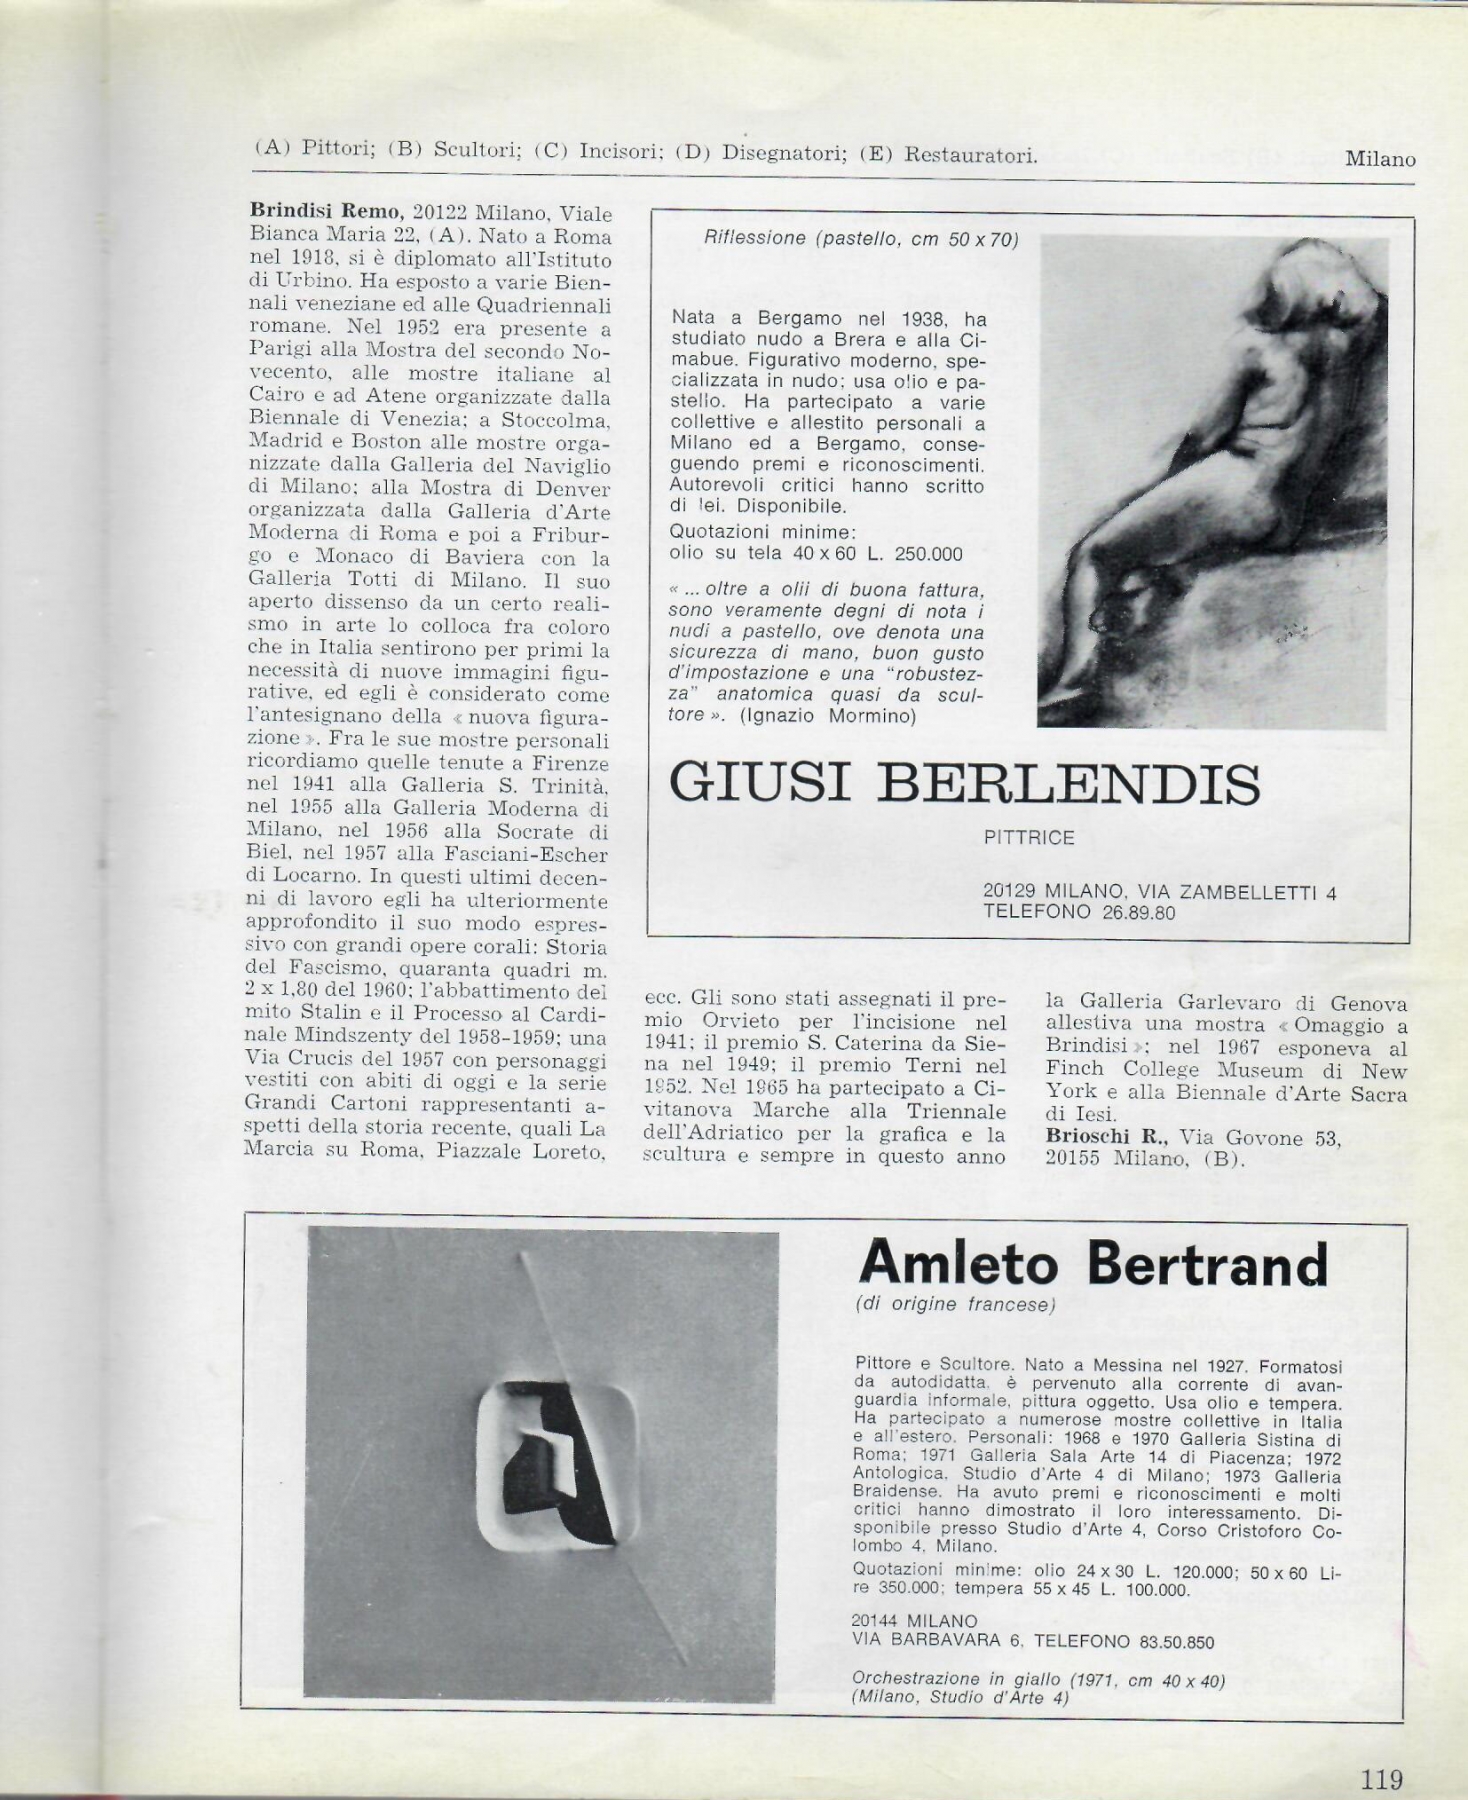 (A) Pittori; (B) Scultori; (C) Incisori; (D) Disegnatori; (E) Restauratori.
Milano
Brindisi Remo, 20122 Milano, Viale
Bianca Maria 22, (A). Nato a Roma
nel 1918, si è diplomato all'Istituto
di Urbino. Ha esposto a varie Bien-
nali veneziane ed alle Quadriennali
romane. Nel 1952 era presente a
Parigi alla Mostra del secondo No-
vecento, alle mostre italiane al
Cairo e ad Atene organizzate dalla
Biennale di Venezia; a Stoccolma,
Madrid e Boston alle mostre orga-
nizzate dalla Galleria del Naviglio
di Milano; alla Mostra di Denver
organizzata dalla Galleria d'Arte
Moderna di Roma e poi a Fribur-
go e Monaco di Baviera con la
Galleria Totti di Milano. Il suo
aperto dissenso da un certo reali-
smo in arte lo colloca fra coloro
che in Italia sentirono per primi la
necessità di nuove immagini figu-
rative, ed egli è considerato come
l'antesignano della « nuova figura-
zione ». Fra le sue mostre personali
ricordiamo quelle tenute a Firenze
nel 1941 alla Galleria S. Trinità,
nel 1955 alla Galleria Moderna di
Milano, nel 1956 alla Socrate di
Biel, nel 1957 alla Fasciani-Escher
di Locarno. In questi ultimi decen-
ni di lavoro egli ha ulteriormente
approfondito il suo modo espres-
sivo con grandi opere corali: Storia
del Fascismo, quaranta quadri m.
2 x 1,80 del 1960; l'abbattimento del
mito Stalin e il Processo al Cardi-
nale Mindszenty del 1958-1959; una
Via Crucis del 1957 con personaggi
vestiti con abiti di oggi e la serie
Grandi Cartoni rappresentanti a-
spetti della storia recente, quali La
Marcia su Roma, Piazzale Loreto,
ecc. Gli sono stati assegnati il pre-
mio Orvieto per l'incisione nel
1941; il premio S. Caterina da Sie-
na nel 1949; il premio Terni nel
1952. Nel 1965 ha partecipato a Ci-
vitanova Marche alla Triennale
dell'Adriatico per la grafica e la
scultura e sempre in questo anno
la Galleria Garlevaro di Genova
allestiva una mostra « Omaggio a
Brindisi »; nel 1967 esponeva al
Finch College Museum di New
York e alla Biennale d'Arte Sacra
di Iesi.
Brioschi R., Via Govone 53,
20155 Milano, (B).
Riflessione (pastello, cm 50 x 70)
Nata a Bergamo nel 1938, ha
studiato nudo a Brera e alla Ci-
mabue. Figurativo moderno, spe-
cializzata in nudo; usa olio e pa-
stello. Ha partecipato a varie
collettive e allestito personali a
Milano ed a Bergamo, conse-
guendo premi e riconoscimenti.
Autorevoli critici hanno scritto
di lei. Disponibile.
Quotazioni minime:
olio su tela 40 x 60 L. 250.000
« ... oltre a olii di buona fattura,
sono veramente degni di nota i
nudi a pastello, ove denota una
sicurezza di mano, buon gusto
d'impostazione e una "robustez-
za" anatomica quasi da scul-
tore ». (Ignazio Mormino)
GIUSI BERLENDIS
PITTRICE
20129 MILANO, VIA ZAMBELLETTI 4
TELEFONO 26.89.80
Amleto Bertrand
(di origine francese)
Pittore e Scultore. Nato a Messina nel 1927. Formatosi
da autodidatta, è pervenuto alla corrente di avan-
guardia informale, pittura oggetto. Usa olio e tempera.
Ha partecipato a numerose mostre collettive in Italia
e all'estero. Personali: 1968 e 1970 Galleria Sistina di
Roma; 1971 Galleria Sala Arte 14 di Piacenza; 1972
Antologica, Studio d'Arte 4 di Milano; 1973 Galleria
Braidense. Ha avuto premi e riconoscimenti e molti
critici hanno dimostrato il loro interessamento. Di-
sponibile presso Studio d'Arte 4, Corso Cristoforo Co-
lombo 4, Milano.
Quotazioni minime: olio 24 x 30 L. 120.000; 50 x 60 Li-
re 350.000; tempera 55 x 45 L. 100.000.
20144 MILANO
VIA BARBAVARA 6, TELEFONO 83.50.850
Orchestrazione in giallo (1971, cm 40 x 40)
(Milano, Studio d'Arte 4)
119